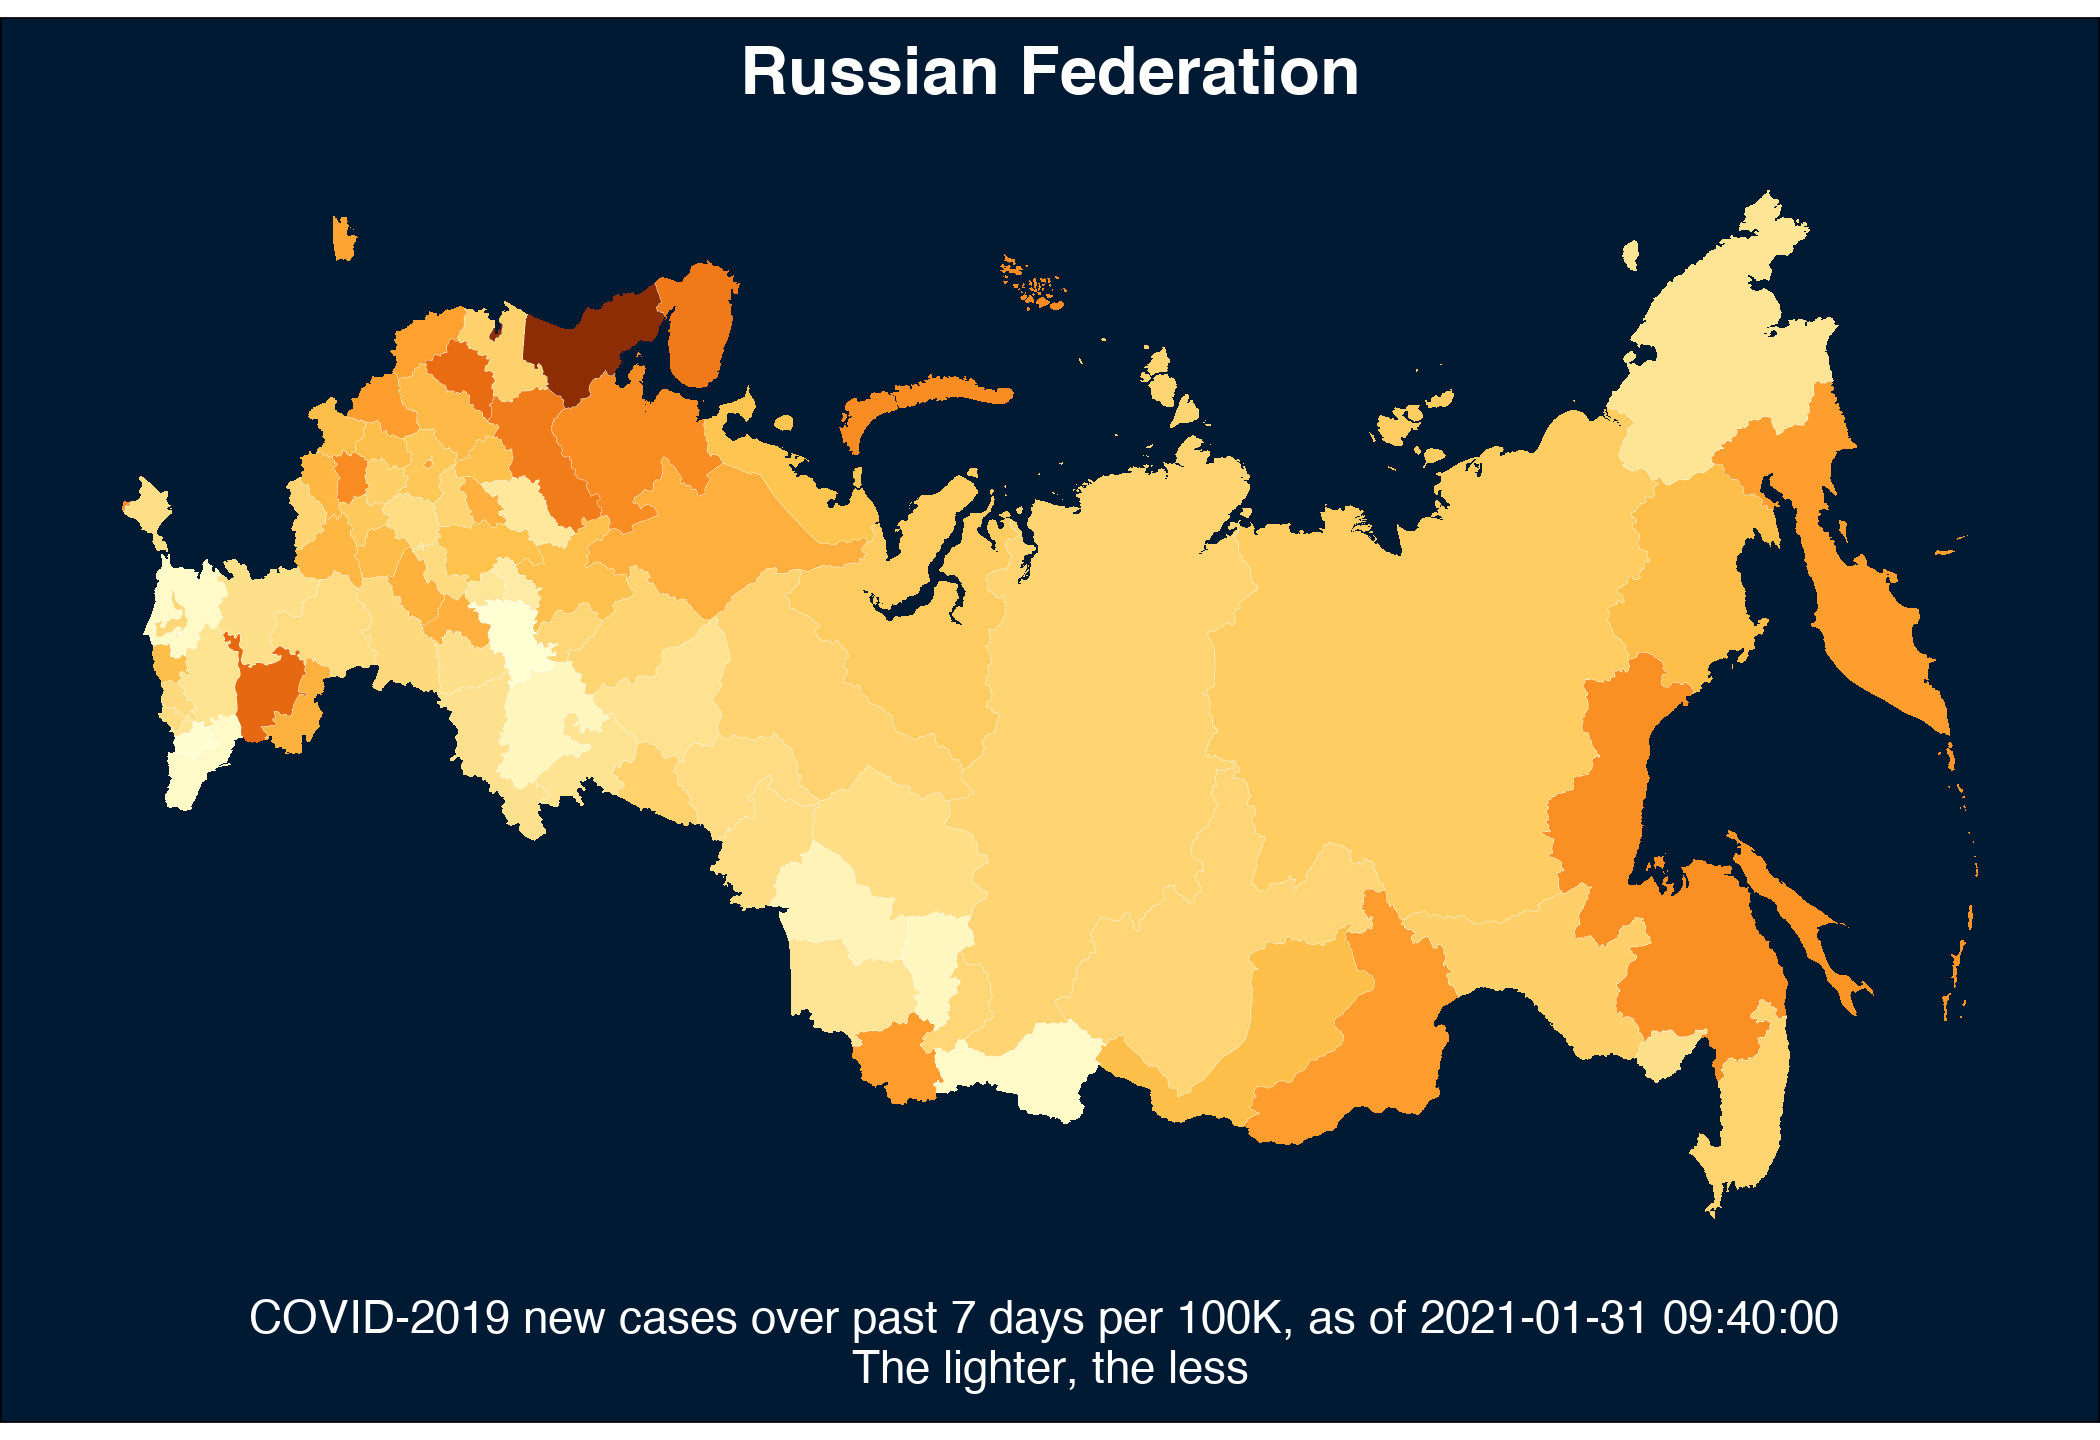 Russian Federation
COVID-2019 new cases over past 7 days per 100K, as of 2021-01-31 09:40:00
The lighter, the less